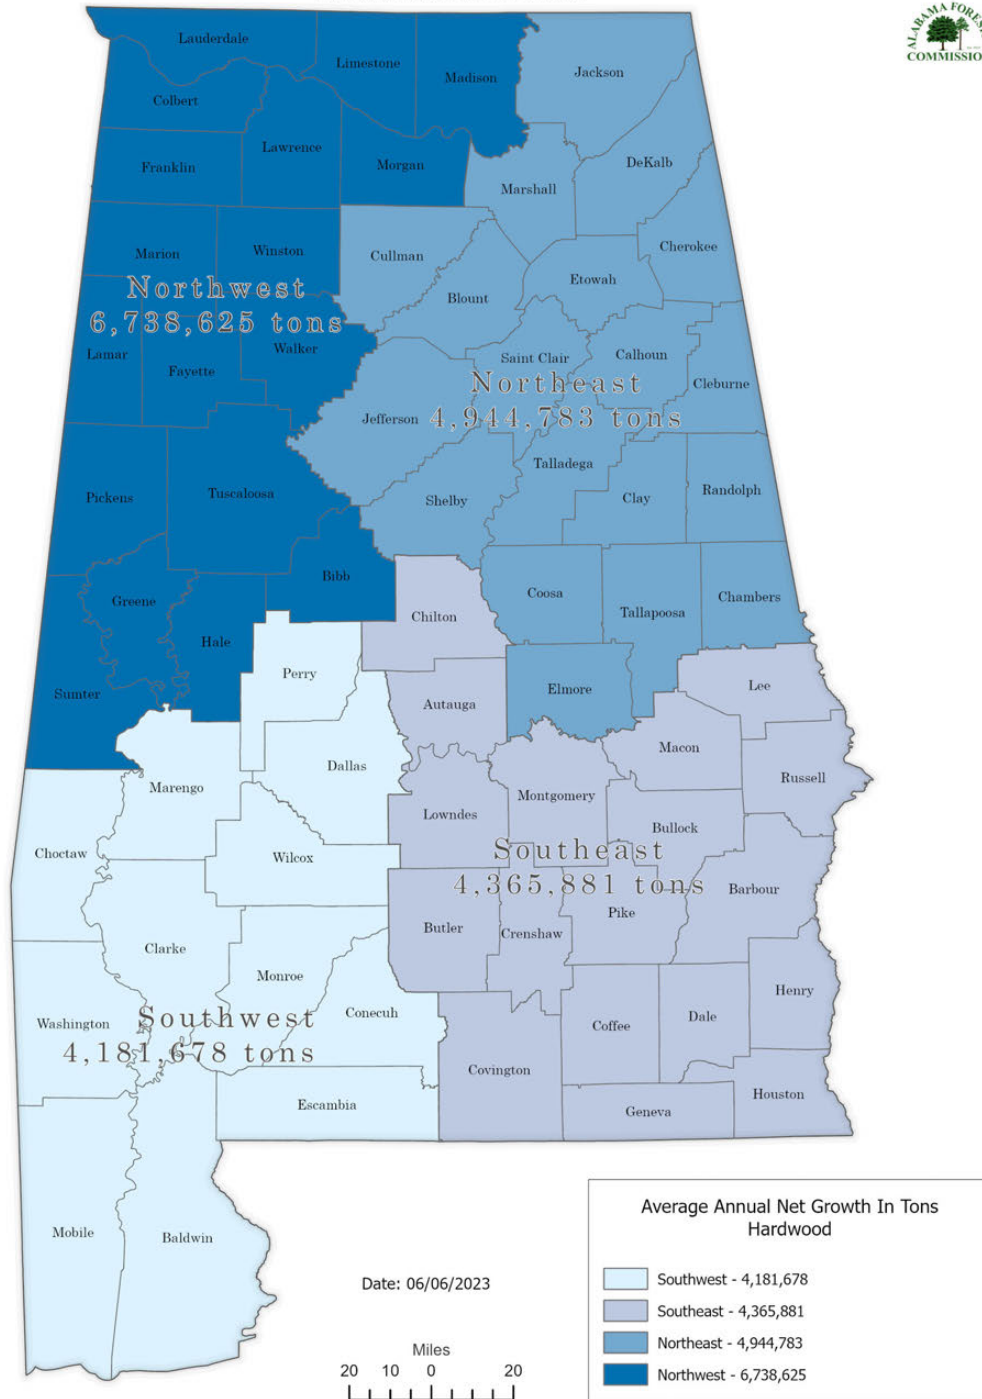 ALABAMA FOREST
COMMISSIO
Lauderdale
Limestone
Madison
Jackson
Colbert
Lawrence
Franklin
Morgan
DeKalb
Marshall
Marion
Winston
Cullman
Cherokee
Etowah
Blount
Northwest
6,738,625 tons
Lamar
Walker
Fayette
Saint Clair
Calhoun
Cleburne
Northeast
4,944,783 tons
Jefferson
Talladega
Pickens
Tuscaloosa
Shelby
Clay
Randolph
Bibb
Greene
Coosa
Tallapoosa
Chambers
Chilton
Hale
Perry
Sumter
Autauga
Elmore
Lee
Macon
Dallas
Marengo
Montgomery
Russell
Lowndes
Bullock
Choctaw
Wilcox
Southeast
4,365,881 tons
Barbour
Butler
Crenshaw
Pike
Clarke
Monroe
Henry
Washington
Conecuh
Southwest
4,181,678 tons
Coffee
Dale
Covington
Houston
Escambia
Geneva
Mobile
Baldwin
Average Annual Net Growth In Tons
Hardwood
Southwest - 4,181,678
Southeast - 4,365,881
Northeast - 4,944,783
Northwest - 6,738,625
Date: 06/06/2023
Miles
20 10 0 20